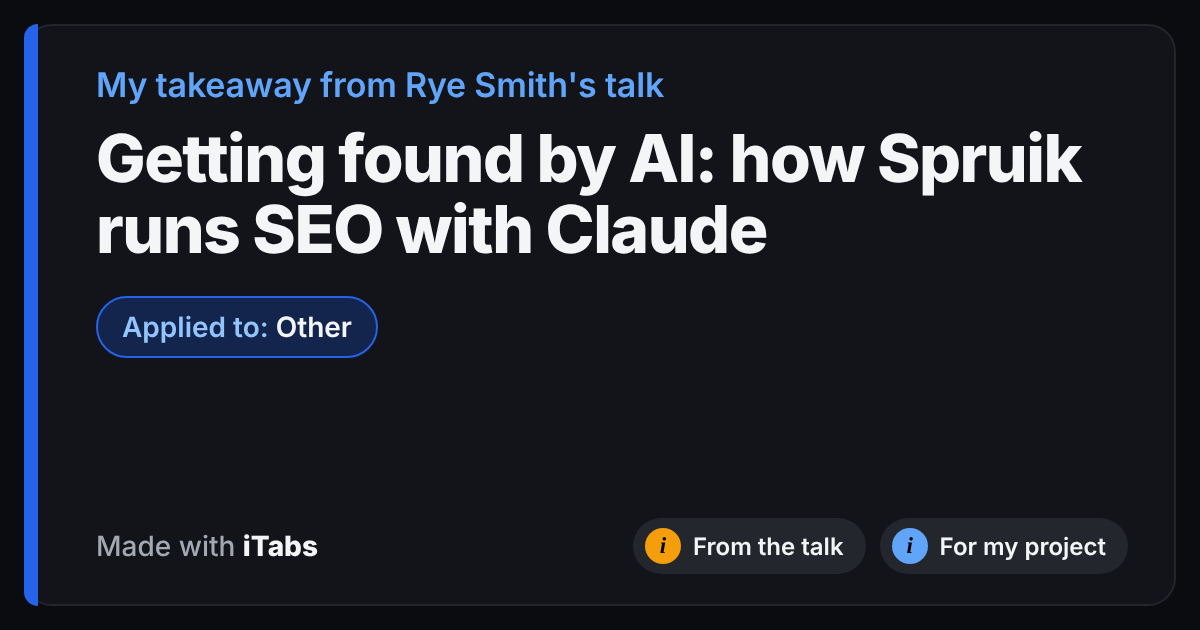 My takeaway from Rye Smith's talk
Getting found by AI: how Spruik
runs SEO with Claude
Applied to: Other
Made with iTabs
i From the talk
i For my project